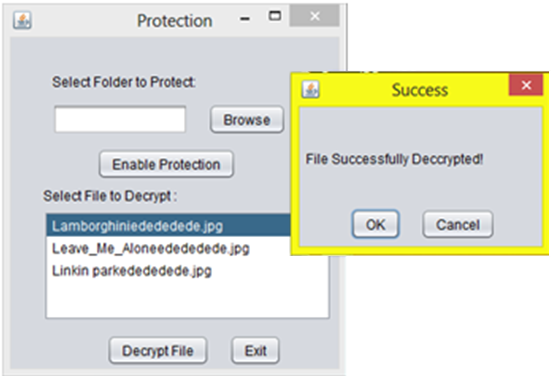 Protection
Select Folder to Protect:
Browse
Enable Protection
Select File to Decrypt :
Lamborghiniedededede.jpg
Leave_Me_Aloneedededede.jpg
Linkin parkedededede.jpg
Decrypt File
Exit
Success
File Successfully Deccrypted!
OK
Cancel